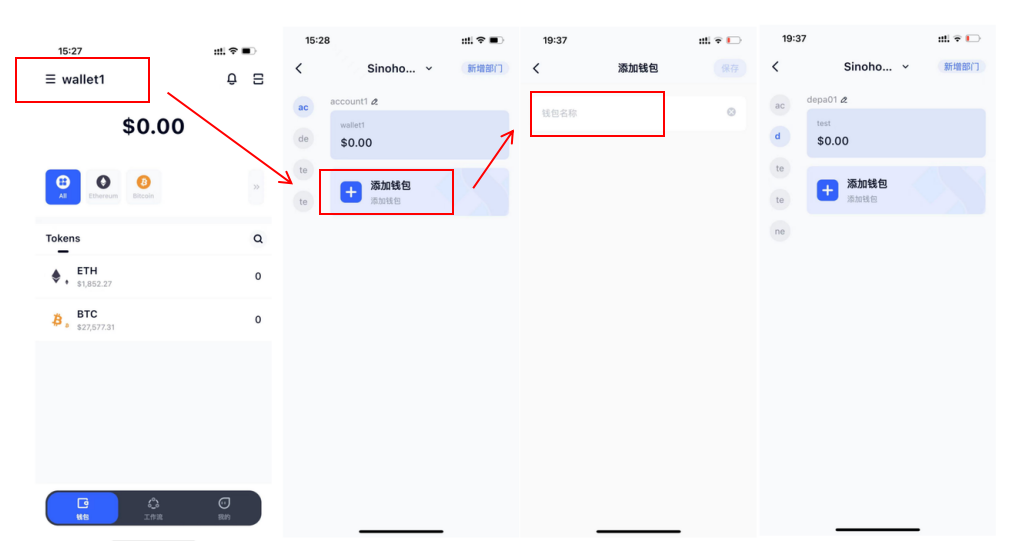 15:27
wallet1
$0.00
All
Ethereum
Bitcoin
Tokens
ETH
$1,852.27
0
BTC
$27,577.31
0
钱包
工作流
我的
15:28
Sinoho...
新增部门
ac
de
te
te
account1
wallet1
$0.00
添加钱包
添加钱包
19:37
添加钱包
保存
钱包名称
19:37
Sinoho...
新增部门
ac
d
te
te
ne
depa01
test
$0.00
添加钱包
添加钱包